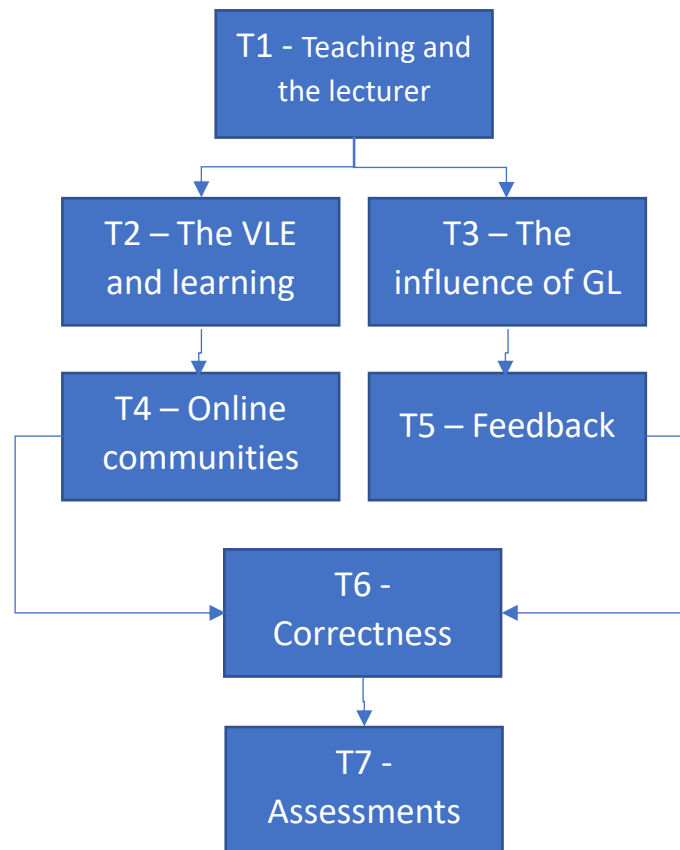 T1 - Teaching and
the lecturer
T2 – The VLE
and learning
T3 – The
influence of GL
T4 – Online
communities
T5 – Feedback
T6 -
Correctness
T7 -
Assessments